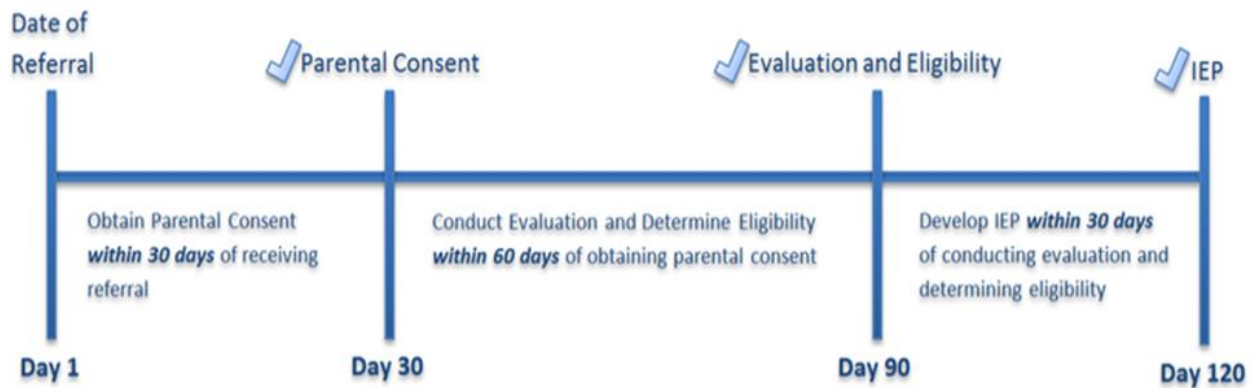 Date of
Referral
Parental Consent
Evaluation and Eligibility
IEP
Obtain Parental Consent
within 30 days of receiving
referral
Conduct Evaluation and Determine Eligibility
within 60 days of obtaining parental consent
Develop IEP within 30 days
of conducting evaluation and
determining eligibility
Day 1
Day 30
Day 90
Day 120